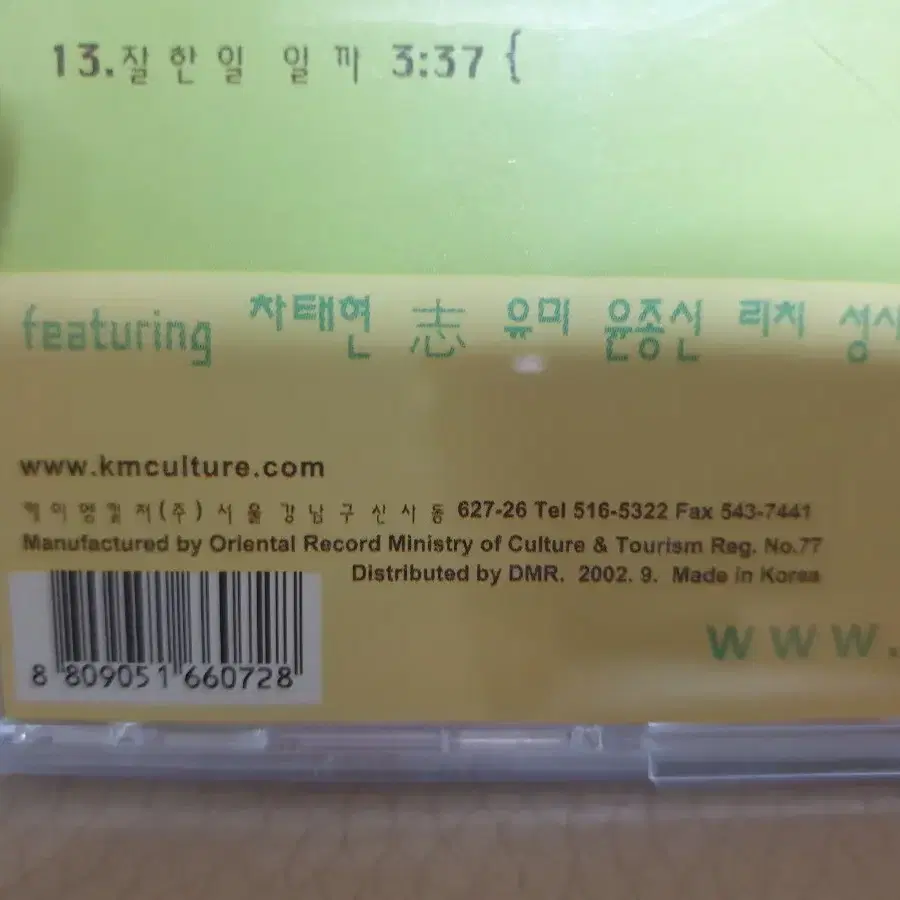 13.잘한일 일까 3:37 {
featuring 차태현 志 유미 윤종신 리치
www.kmculture.com
케이엠컬처(주) 서울 강남구 신사동 627-26 Tel 516-5322 Fax 543-7441
Manufactured by Oriental Record Ministry of Culture & Tourism Reg. No.77
Distributed by DMR. 2002. 9. Made in Korea
www.
8 809051 660728